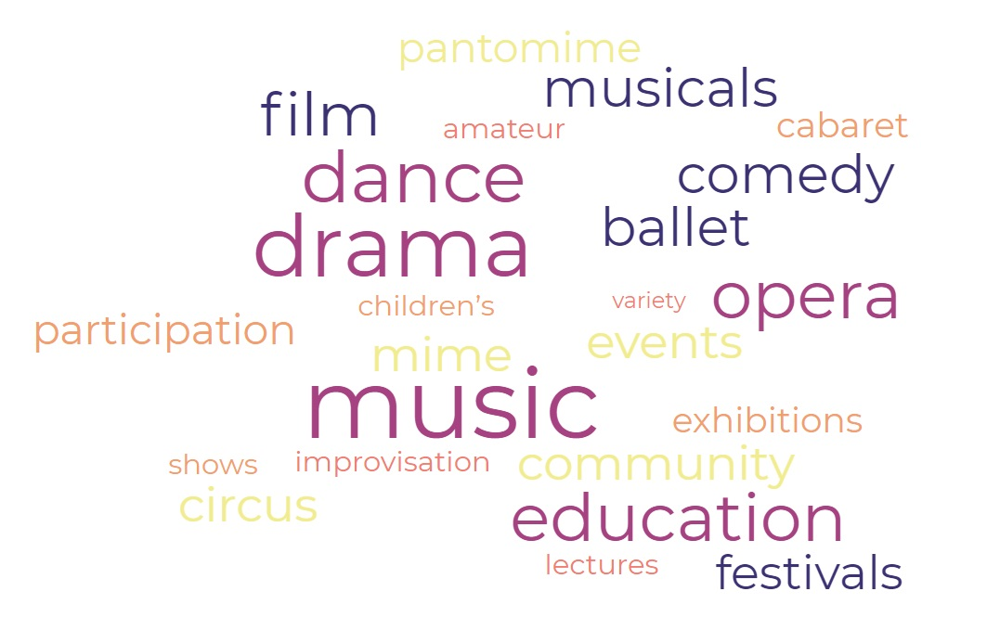 pantomime
musicals
film
amateur
cabaret
dance
comedy
ballet
drama
opera
variety
children’s
participation
events
mime
music
exhibitions
shows
improvisation
community
circus
education
lectures
festivals